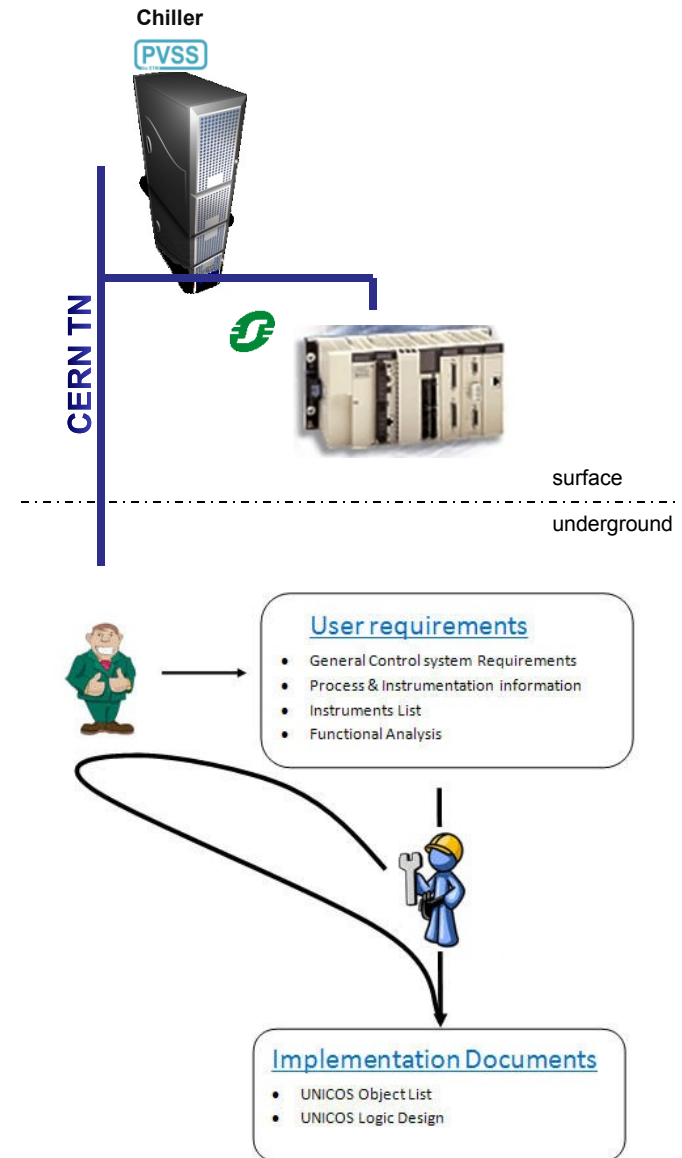 Chiller
PVSS
CERN TN
surface
underground
User requirements
• General Control system Requirements
• Process & Instrumentation information
• Instruments List
• Functional Analysis
Implementation Documents
• UNICOS Object List
• UNICOS Logic Design